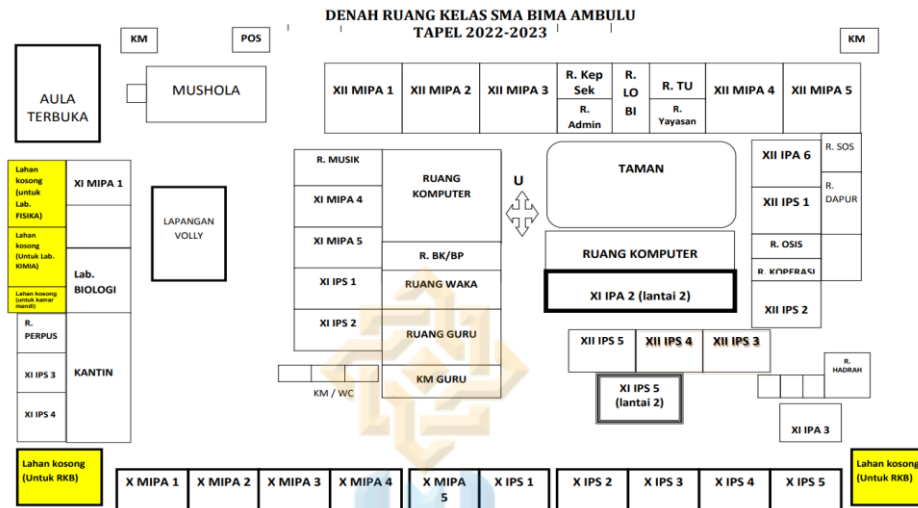 DENAH RUANG KELAS SMA BIMA AMBULU
TAPEL 2022-2023
KM
POS
KM
AULA
TERBUKA
MUSHOLA
XII MIPA 1
XII MIPA 2
XII MIPA 3
R. Kep
Sek
R.
Admin
R.
LO
BI
R. TU
R.
Yayasan
XII MIPA 4
XII MIPA 5
Lahan
kosong
(untuk
Lab.
FISIKA)
XI MIPA 1
LAPANGAN
VOLLY
R. MUSIK
XI MIPA 4
XI MIPA 5
XI IPS 1
XI IPS 2
RUANG
KOMPUTER
R. BK/BP
RUANG WAKA
RUANG GURU
KM GURU
KM / WC
U
TAMAN
RUANG KOMPUTER
XI IPA 2 (lantai 2)
XII IPA 6
XII IPS 1
R. OSIS
R. KOPERASI
XII IPS 2
R. SOS
R.
DAPUR
Lahan
kosong
(Untuk Lab.
KIMIA)
Lab.
BIOLOGI
Lahan kosong
(untuk kamar
mandi)
R.
PERPUS
XI IPS 3
XI IPS 4
KANTIN
XII IPS 5
XII IPS 4
XII IPS 3
XI IPS 5
(lantai 2)
R.
HADRAH
XI IPA 3
Lahan kosong
(Untuk RKB)
X MIPA 1
X MIPA 2
X MIPA 3
X MIPA 4
X MIPA
5
X IPS 1
X IPS 2
X IPS 3
X IPS 4
X IPS 5
Lahan kosong
(Untuk RKB)